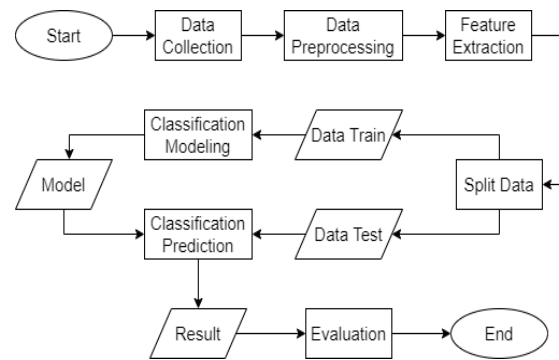 Start
Data
Collection
Data
Preprocessing
Feature
Extraction
Classification
Modeling
Data Train
Model
Split Data
Classification
Prediction
Data Test
Result
Evaluation
End